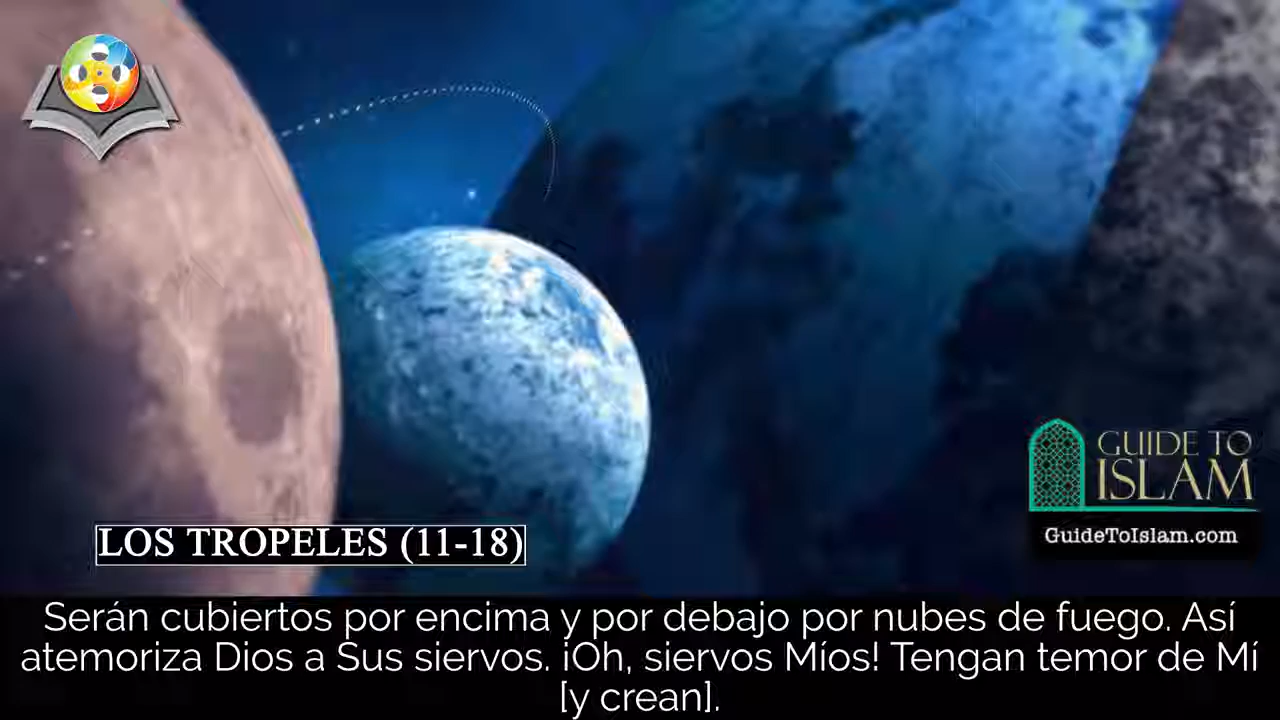 GUIDE TO
ISLAM
GuideToIslam.com
LOS TROPELES (11-18)
Serán cubiertos por encima y por debajo por nubes de fuego. Así
atemoriza Dios a Sus siervos. ¡Oh, siervos Míos! Tengan temor de Mí
[y crean].